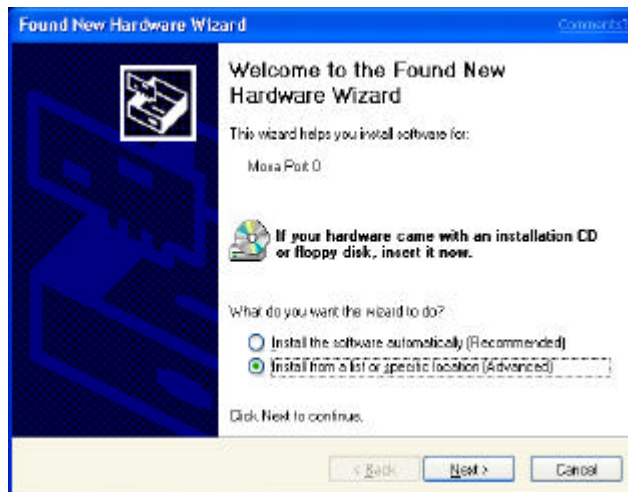 Found New Hardware Wizard
Comments?
Welcome to the Found New
Hardware Wizard
This wizard helps you install software for:
Moxa Port 0
If your hardware came with an installation CD
or floppy disk, insert it now.
What do you want the wizard to do?
Install the software automatically (Recommended)
Install from a list or specific location (Advanced)
Click Next to continue.
< Back
Next >
Cancel